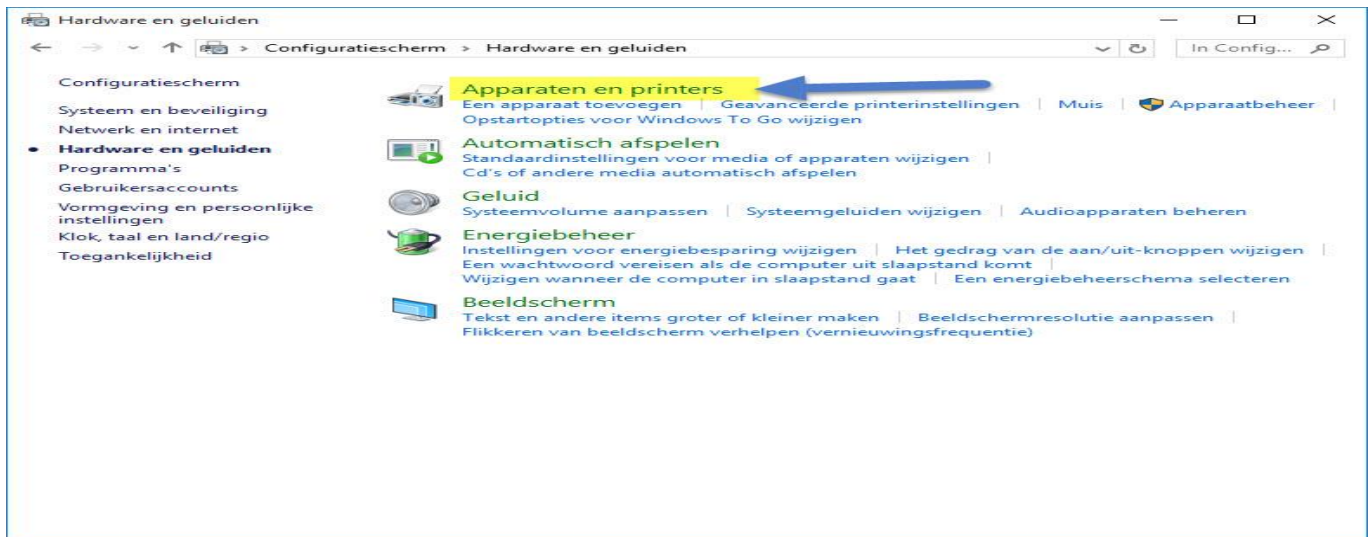 Hardware en geluiden
Configuratiescherm > Hardware en geluiden
In Config...
Configuratiescherm
Systeem en beveiliging
Netwerk en internet
Hardware en geluiden
Programma's
Gebruikersaccounts
Vormgeving en persoonlijke
instellingen
Klok, taal en land/regio
Toegankelijkheid
Apparaten en printers
Een apparaat toevoegen | Geavanceerde printerinstellingen | Muis | Apparaatbeheer |
Opstartopties voor Windows To Go wijzigen
Automatisch afspelen
Standaardinstellingen voor media of apparaten wijzigen |
Cd's of andere media automatisch afspelen
Geluid
Systeemvolume aanpassen | Systeemgeluiden wijzigen | Audioapparaten beheren
Energiebeheer
Instellingen voor energiebesparing wijzigen | Het gedrag van de aan/uit-knoppen wijzigen |
Een wachtwoord vereisen als de computer uit slaapstand komt |
Wijzigen wanneer de computer in slaapstand gaat | Een energiebeheerschema selecteren
Beeldscherm
Tekst en andere items groter of kleiner maken | Beeldschermresolutie aanpassen |
Flikkeren van beeldscherm verhelpen (vernieuwingsfrequentie)